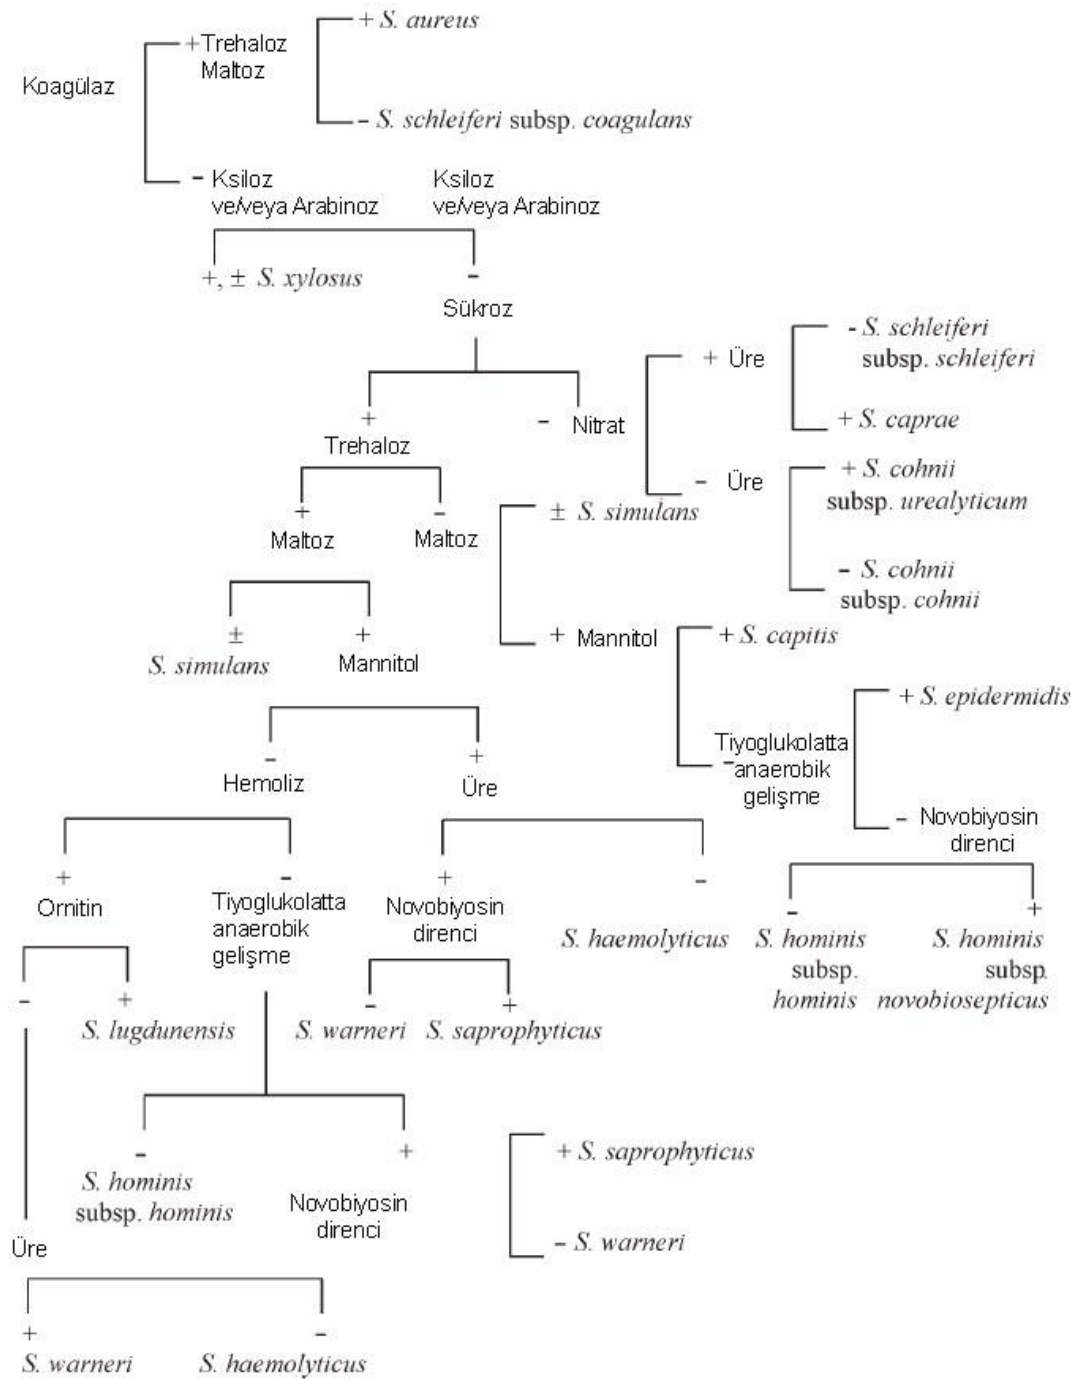 + S. aureus
+Trehaloz
Maltoz
Koagülaz
- S. schleiferi subsp. coagulans
- Ksiloz
ve/veya Arabinoz
Ksiloz
ve/veya Arabinoz
+, ± S. xylosus
-
Sükroz
- S. schleiferi
subsp. schleiferi
+ Üre
+ S. caprae
+
Trehaloz
- Nitrat
- Üre
+ S. cohnii
subsp. urealyticum
- S. cohnii
subsp. cohnii
+
Maltoz
-
Maltoz
± S. simulans
+ Mannitol
+ S. capitis
±
S. simulans
+
Mannitol
+ S. epidermidis
Tiyoglukolatta
- anaerobik
gelişme
- Novobiyosin
direnci
-
Hemoliz
+
Üre
+
Ornitin
-
Tiyoglukolatta
anaerobik
gelişme
+
Novobiyosin
direnci
-
S. haemolyticus
-
S. hominis
subsp.
hominis
+
S. hominis
subsp.
novobiosepticus
-
+
S. lugdunensis
-
S. warneri
+
S. saprophyticus
-
S. hominis
subsp. hominis
+
Novobiyosin
direnci
+ S. saprophyticus
- S. warneri
Üre
+
S. warneri
-
S. haemolyticus